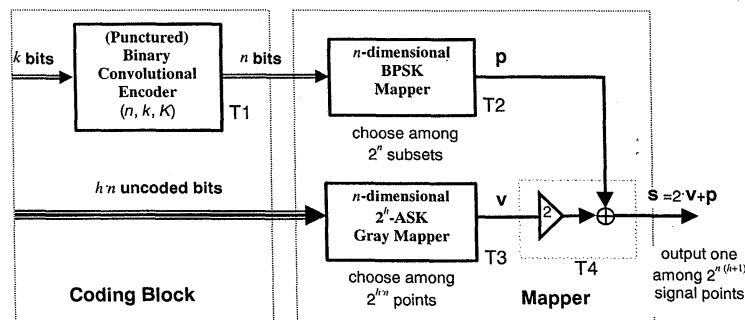 k bits
(Punctured)
Binary
Convolutional
Encoder
(n, k, K)
T1
n bits
n-dimensional
BPSK
Mapper
T2
p
choose among
2^n subsets
h·n uncoded bits
n-dimensional
2^h-ASK
Gray Mapper
T3
v
2
T4
s =2·v+p
choose among
2^{h·n} points
output one
among 2^{n (h+1)}
signal points
Coding Block
Mapper